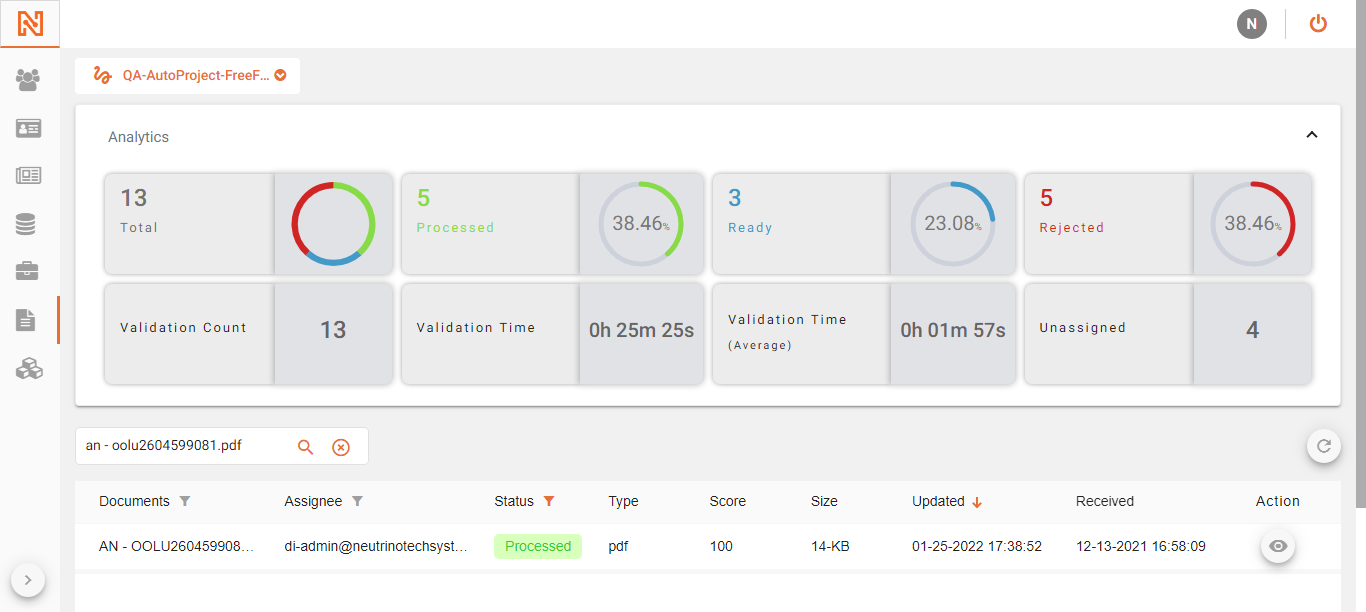 N
QA-AutoProject-FreeF...
Analytics
13
Total
5
Processed
38.46%
3
Ready
23.08%
5
Rejected
38.46%
Validation Count
13
Validation Time
0h 25m 25s
Validation Time
(Average)
0h 01m 57s
Unassigned
4
an - oolu2604599081.pdf
Documents Assignee Status Type Score Size Updated Received Action
AN - OOLU260459908... di-admin@neutrinotechsyst... Processed pdf 100 14-KB 01-25-2022 17:38:52 12-13-2021 16:58:09